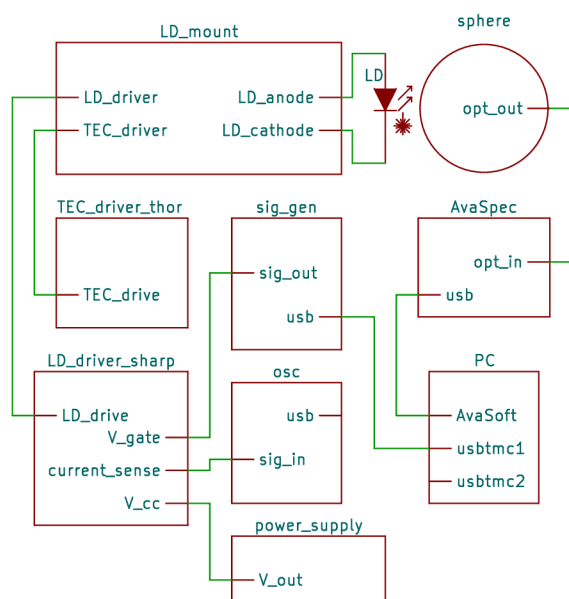 LD_mount
LD_driver
TEC_driver
LD_anode
LD_cathode
LD
sphere
opt_out
TEC_driver_thor
TEC_drive
sig_gen
sig_out
usb
AvaSpec
opt_in
usb
LD_driver_sharp
LD_drive
V_gate
current_sense
V_cc
osc
usb
sig_in
PC
AvaSoft
usbtmc1
usbtmc2
power_supply
V_out